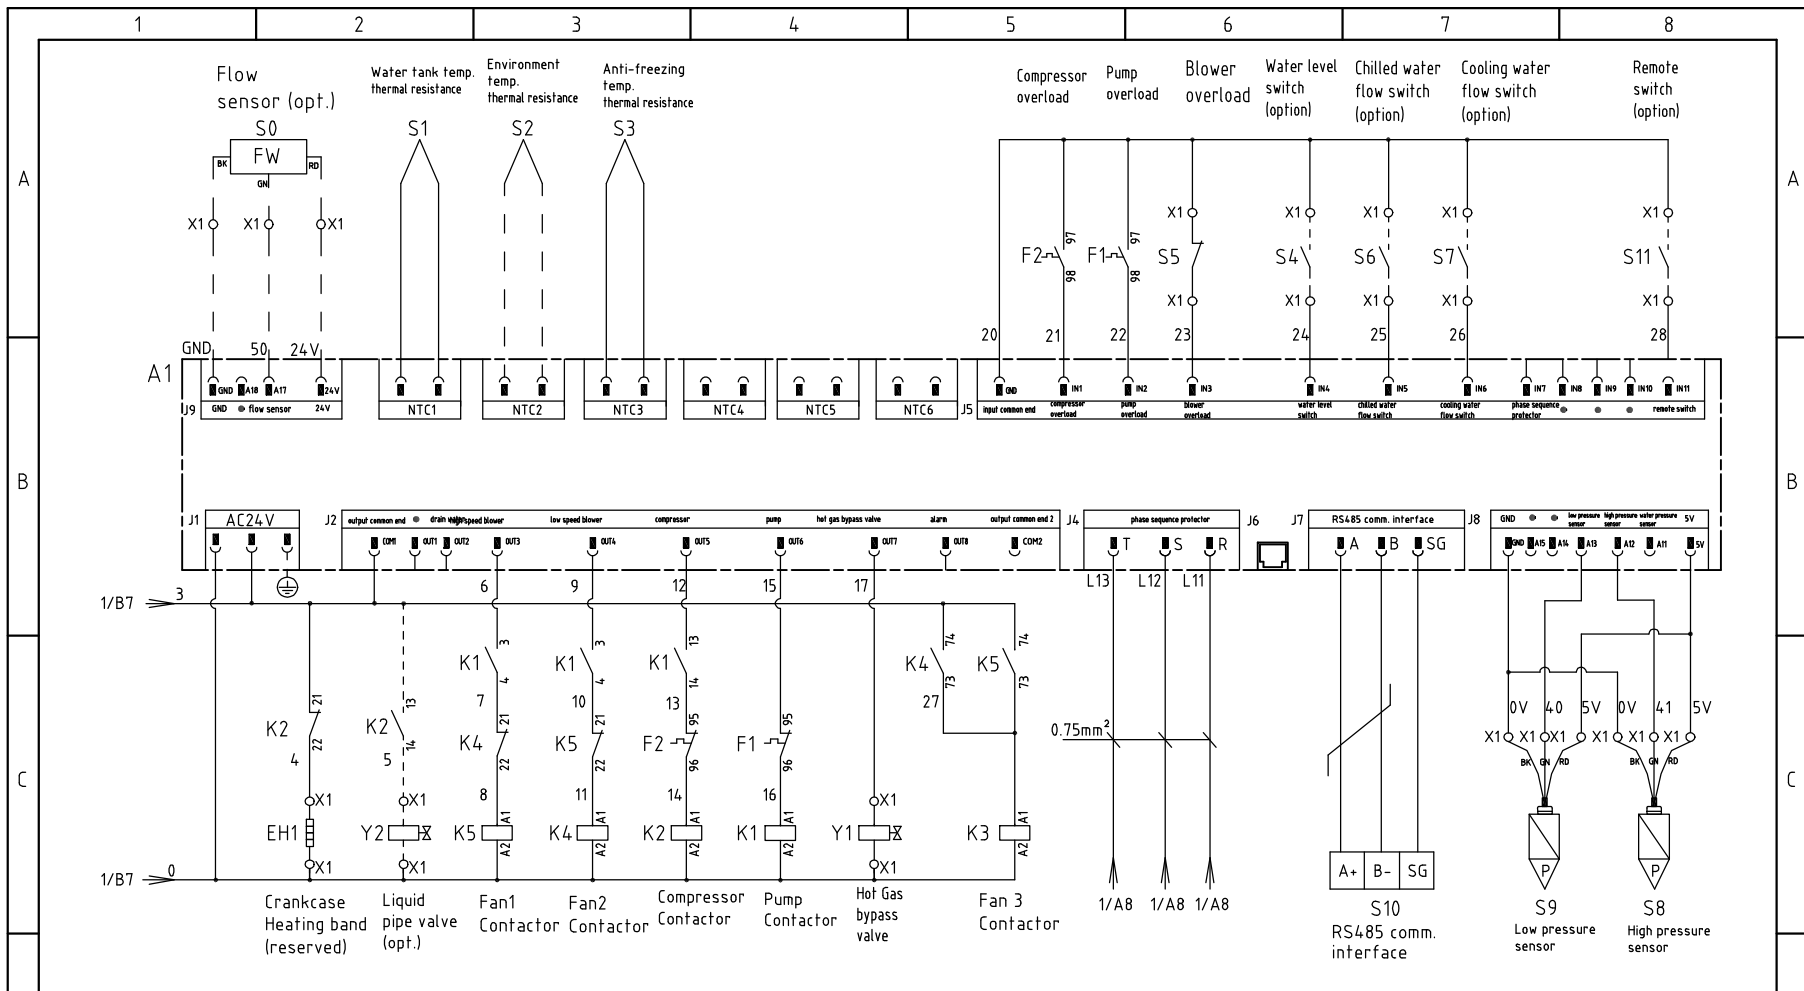 1 2 3 4 5 6 7 8
Flow
sensor (opt.)
S0
FW
BK
RD
GN
X1 X1 X1
GND 50 24V
Water tank temp.
thermal resistance
S1
Environment
temp.
thermal resistance
S2
Anti-freezing
temp.
thermal resistance
S3
Compressor
overload
Pump
overload
Blower
overload
Water level
switch
(option)
Chilled water
flow switch
(option)
Cooling water
flow switch
(option)
Remote
switch
(option)
A A
X1 X1 X1 X1 X1
F2 97 98
F1 97 98
S5 S4 S6 S7 S11
X1 X1 X1 X1 X1
20 21 22 23 24 25 26 28
A1
GND A18 A17 24V
J9 GND flow sensor 24V
NTC1 NTC2 NTC3 NTC4 NTC5 NTC6
J5 GND IN1 IN2 IN3 IN4 IN5 IN6 IN7 IN8 IN9 IN10 IN11
input common end
compressor
overload
pump
overload
blower
overload
water level
switch
chilled water
flow switch
cooling water
flow switch
phase sequence
protector
remote switch
B B
J1 AC24V
J2 output common end high speed blower low speed blower compressor pump hot gas bypass valve alarm output common end 2
COM1 OUT1 OUT2 OUT3 OUT4 OUT5 OUT6 OUT7 OUT8 COM2
J4 phase sequence protector
T S R
J6
J7 RS485 comm. interface
A B SG
J8 GND
low pressure
sensor
high pressure
sensor
water pressure
sensor
5V
GND A15 A14 A13 A12 A11 5V
6 9 12 15 17
L13 L12 L11
1/B7 3
K1 3 4
K1 3 4
K1 13 14
K4 74 73
K5 74 73
7 10 13 27
K2 21 22
4
K2 13 14
5
K4 21 22
K5 21 22
F2 95 96
F1 95 96
0.75mm²
0V 40 5V 0V 41 5V
X1 X1 X1 X1 X1 X1
BK GN RD BK GN RD
C C
8 11 14 16
X1 X1 X1
EH1 Y2
K5 A1 A2
K4 A1 A2
K2 A1 A2
K1 A1 A2
Y1
K3 A1 A2
X1 X1 X1
1/B7 0
A+ B- SG
P P
Crankcase
Heating band
(reserved)
Liquid
pipe valve
(opt.)
Fan1
Contactor
Fan2
Contactor
Compressor
Contactor
Pump
Contactor
Hot Gas
bypass
valve
Fan 3
Contactor
1/A8 1/A8 1/A8
S10
RS485 comm.
interface
S9
Low pressure
sensor
S8
High pressure
sensor